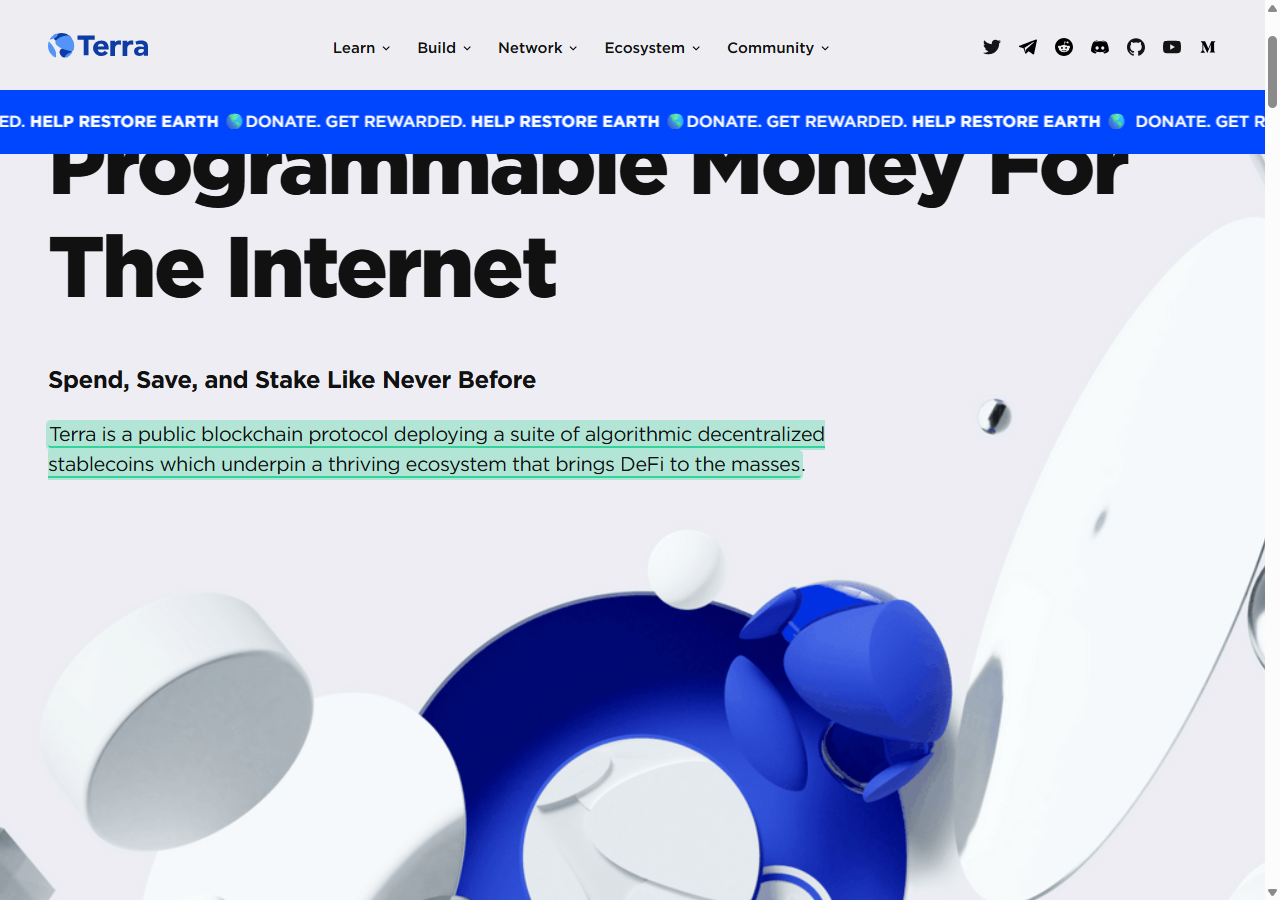 Terra
Learn Build Network Ecosystem Community
ED. HELP RESTORE EARTH DONATE. GET REWARDED. HELP RESTORE EARTH DONATE. GET REWARDED. HELP RESTORE EARTH DONATE. GET R
Programmable Money For
The Internet
Spend, Save, and Stake Like Never Before
Terra is a public blockchain protocol deploying a suite of algorithmic decentralized
stablecoins which underpin a thriving ecosystem that brings DeFi to the masses.